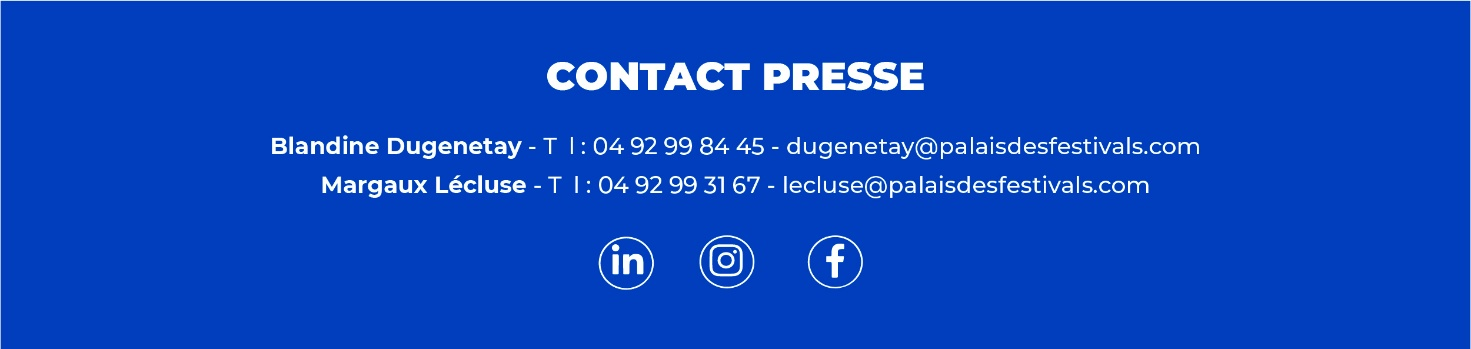 CONTACT PRESSE
Blandine Dugenetay - T l : 04 92 99 84 45 - dugenetay@palaisdesfestivals.com
Margaux Lécluse - T l : 04 92 99 31 67 - lecluse@palaisdesfestivals.com
in f